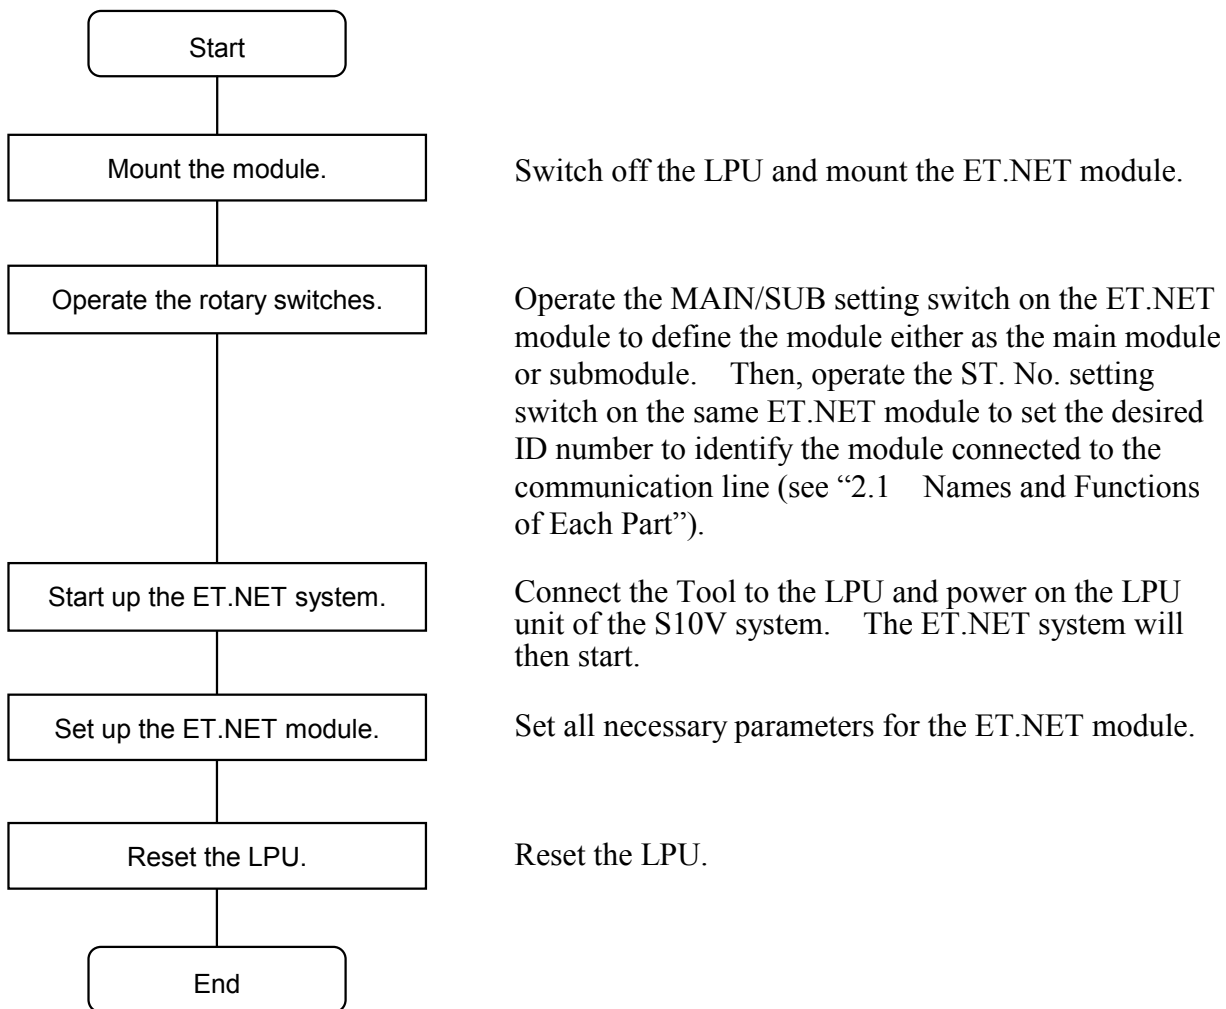 Start
Mount the module.
Switch off the LPU and mount the ET.NET module.
Operate the rotary switches.
Operate the MAIN/SUB setting switch on the ET.NET
module to define the module either as the main module
or submodule. Then, operate the ST. No. setting
switch on the same ET.NET module to set the desired
ID number to identify the module connected to the
communication line (see “2.1 Names and Functions
of Each Part”).
Start up the ET.NET system.
Connect the Tool to the LPU and power on the LPU
unit of the S10V system. The ET.NET system will
then start.
Set up the ET.NET module.
Set all necessary parameters for the ET.NET module.
Reset the LPU.
Reset the LPU.
End